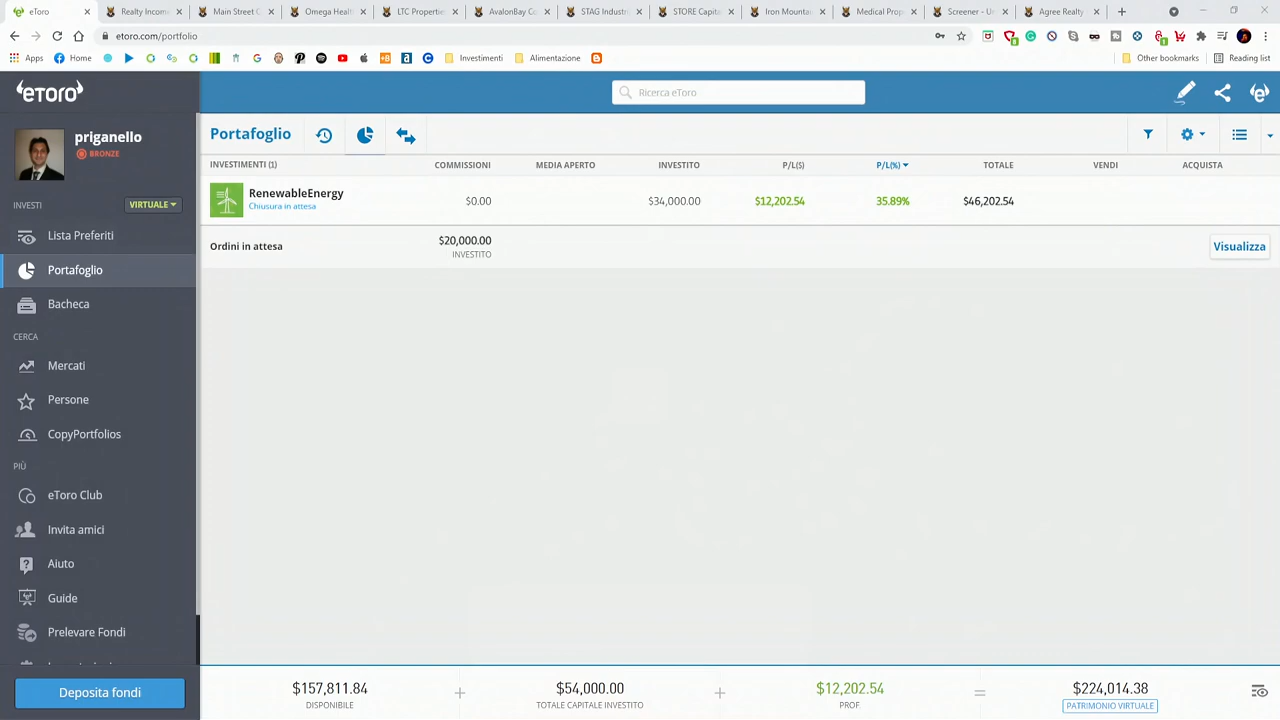 eToro
Realty Incom
Main Street C
Omega Healt
LTC Properti
AvalonBay Co
STAG Industri
STORE Capita
Iron Mountai
Medical Prop
Screener - U
Agree Realty
etoro.com/portfolio
Apps
Home
Investimenti
Alimentazione
Other bookmarks
Reading list
eToro
Ricerca eToro
priganello
BRONZE
INVESTI
VIRTUALE
Lista Preferiti
Portafoglio
Bacheca
CERCA
Mercati
Persone
CopyPortfolios
PIÙ
eToro Club
Invita amici
Aiuto
Guide
Prelevare Fondi
Deposita fondi
Portafoglio
INVESTIMENTI (1) COMMISSIONI MEDIA APERTO INVESTITO P/L($) P/L(%) TOTALE VENDI ACQUISTA
RenewableEnergy
Chiusura in attesa
$0.00 $34,000.00 $12,202.54 35.89% $46,202.54
Ordini in attesa
$20,000.00
INVESTITO
Visualizza
$157,811.84 + $54,000.00 + $12,202.54 = $224,014.38
DISPONIBILE TOTALE CAPITALE INVESTITO PROF. PATRIMONIO VIRTUALE